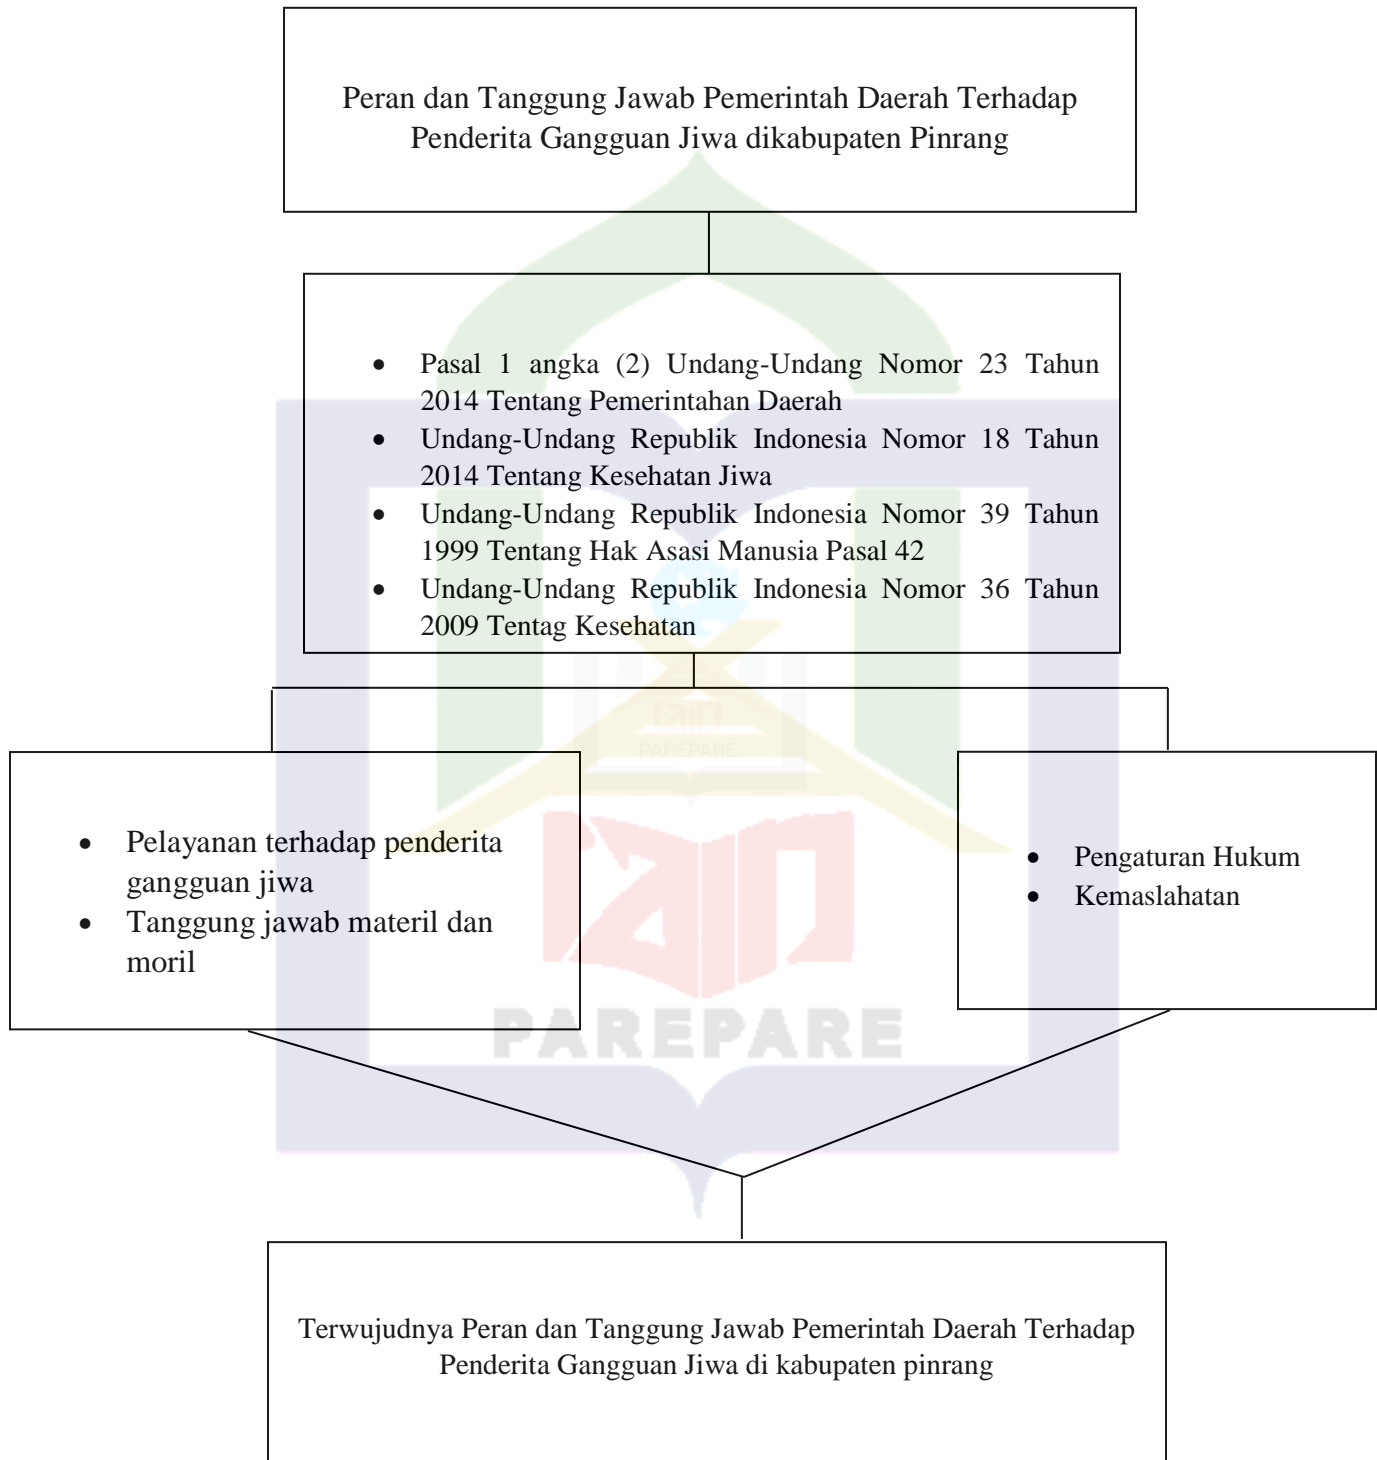 Peran dan Tanggung Jawab Pemerintah Daerah Terhadap
Penderita Gangguan Jiwa dikabupaten Pinrang
• Pasal 1 angka (2) Undang-Undang Nomor 23 Tahun
2014 Tentang Pemerintahan Daerah
• Undang-Undang Republik Indonesia Nomor 18 Tahun
2014 Tentang Kesehatan Jiwa
• Undang-Undang Republik Indonesia Nomor 39 Tahun
1999 Tentang Hak Asasi Manusia Pasal 42
• Undang-Undang Republik Indonesia Nomor 36 Tahun
2009 Tentag Kesehatan
• Pelayanan terhadap penderita
gangguan jiwa
• Tanggung jawab materil dan
moril
• Pengaturan Hukum
• Kemaslahatan
iain
PAREPARE
iain
PAREPARE
Terwujudnya Peran dan Tanggung Jawab Pemerintah Daerah Terhadap
Penderita Gangguan Jiwa di kabupaten pinrang